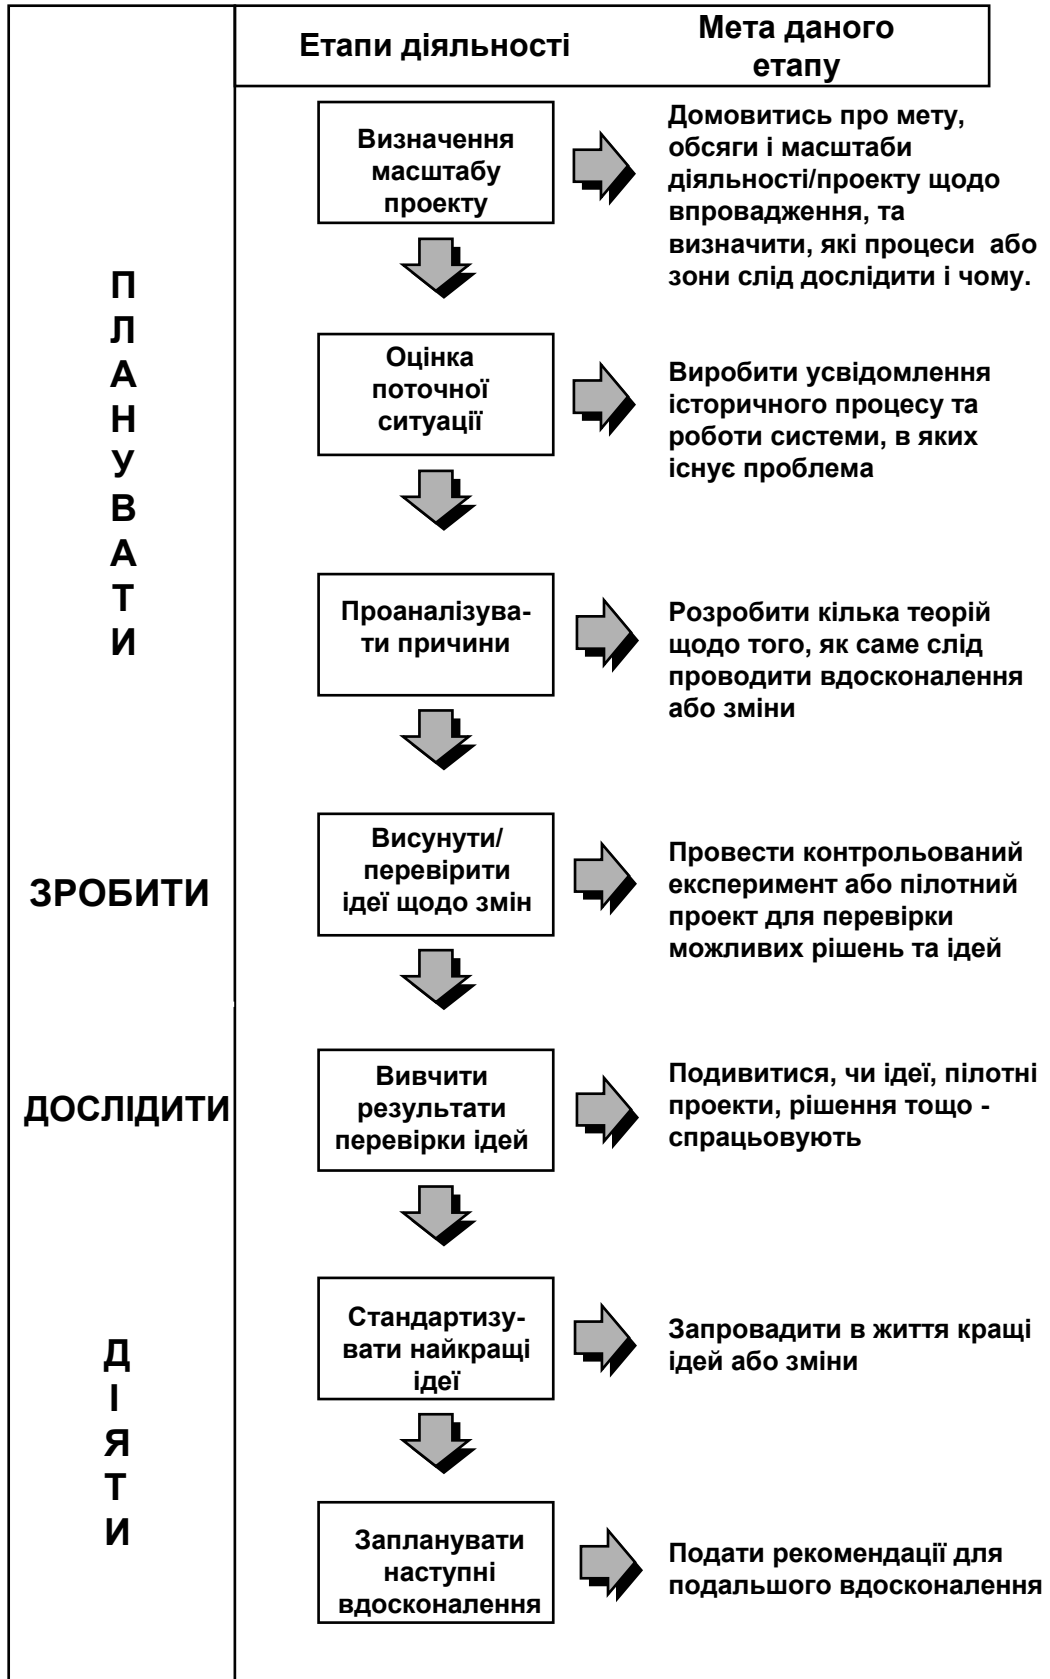 Етапи діяльності
Мета даного
етапу
ПЛАНУВАТИ
Визначення
масштабу
проекту
Домовитись про мету,
обсяги і масштаби
діяльності/проекту щодо
впровадження, та
визначити, які процеси або
зони слід дослідити і чому.
Оцінка
поточної
ситуації
Виробити усвідомлення
історичного процесу та
роботи системи, в яких
існує проблема
Проаналізува-
ти причини
Розробити кілька теорій
щодо того, як саме слід
проводити вдосконалення
або зміни
ЗРОБИТИ
Висунути/
перевірити
ідеї щодо змін
Провести контрольований
експеримент або пілотний
проект для перевірки
можливих рішень та ідей
ДОСЛІДИТИ
Вивчити
результати
перевірки ідей
Подивитися, чи ідеї, пілотні
проекти, рішення тощо -
спрацьовують
ДІЯТИ
Стандартизу-
вати найкращі
ідеї
Запровадити в життя кращі
ідей або зміни
Запланувати
наступні
вдосконалення
Подати рекомендації для
подальшого вдосконалення